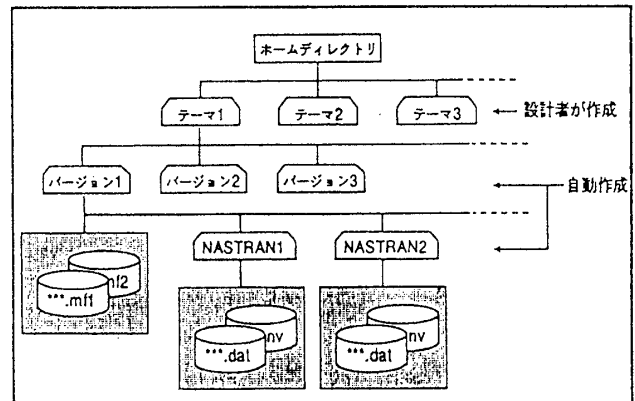 ホームディレクトリ
テーマ1
テーマ2
テーマ3
設計者が作成
バージョン1
バージョン2
バージョン3
自動作成
NASTRAN1
NASTRAN2
nf2
***.mf1
nv
***.dat
nv
***.dat